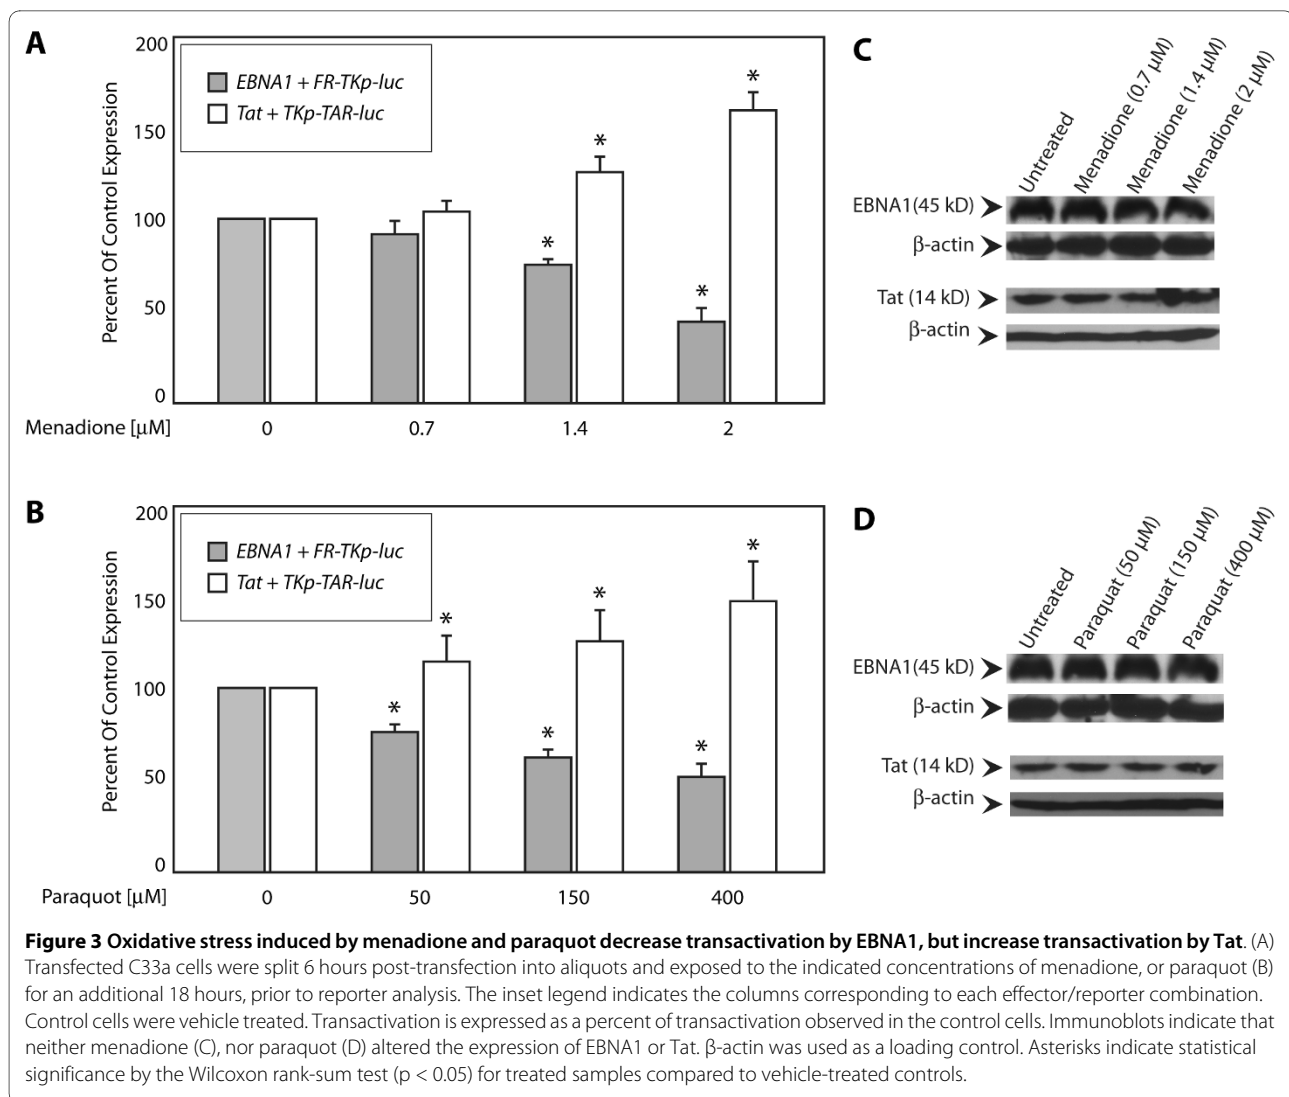 A
200
150
100
50
0
Percent Of Control Expression
EBNA1 + FR-TKp-luc
Tat + TKp-TAR-luc
*
*
*
*
Menadione [μM]
0
0.7
1.4
2
C
Untreated
Menadione (0.7 μM)
Menadione (1.4 μM)
Menadione (2 μM)
EBNA1(45 kD)
β-actin
Tat (14 kD)
β-actin
B
200
150
100
50
0
Percent Of Control Expression
EBNA1 + FR-TKp-luc
Tat + TKp-TAR-luc
*
*
*
*
*
*
Paraquot [μM]
0
50
150
400
D
Untreated
Paraquat (50 μM)
Paraquat (150 μM)
Paraquat (400 μM)
EBNA1(45 kD)
β-actin
Tat (14 kD)
β-actin
Figure 3 Oxidative stress induced by menadione and paraquot decrease transactivation by EBNA1, but increase transactivation by Tat. (A)
Transfected C33a cells were split 6 hours post-transfection into aliquots and exposed to the indicated concentrations of menadione, or paraquot (B)
for an additional 18 hours, prior to reporter analysis. The inset legend indicates the columns corresponding to each effector/reporter combination.
Control cells were vehicle treated. Transactivation is expressed as a percent of transactivation observed in the control cells. Immunoblots indicate that
neither menadione (C), nor paraquot (D) altered the expression of EBNA1 or Tat. β-actin was used as a loading control. Asterisks indicate statistical
significance by the Wilcoxon rank-sum test (p < 0.05) for treated samples compared to vehicle-treated controls.